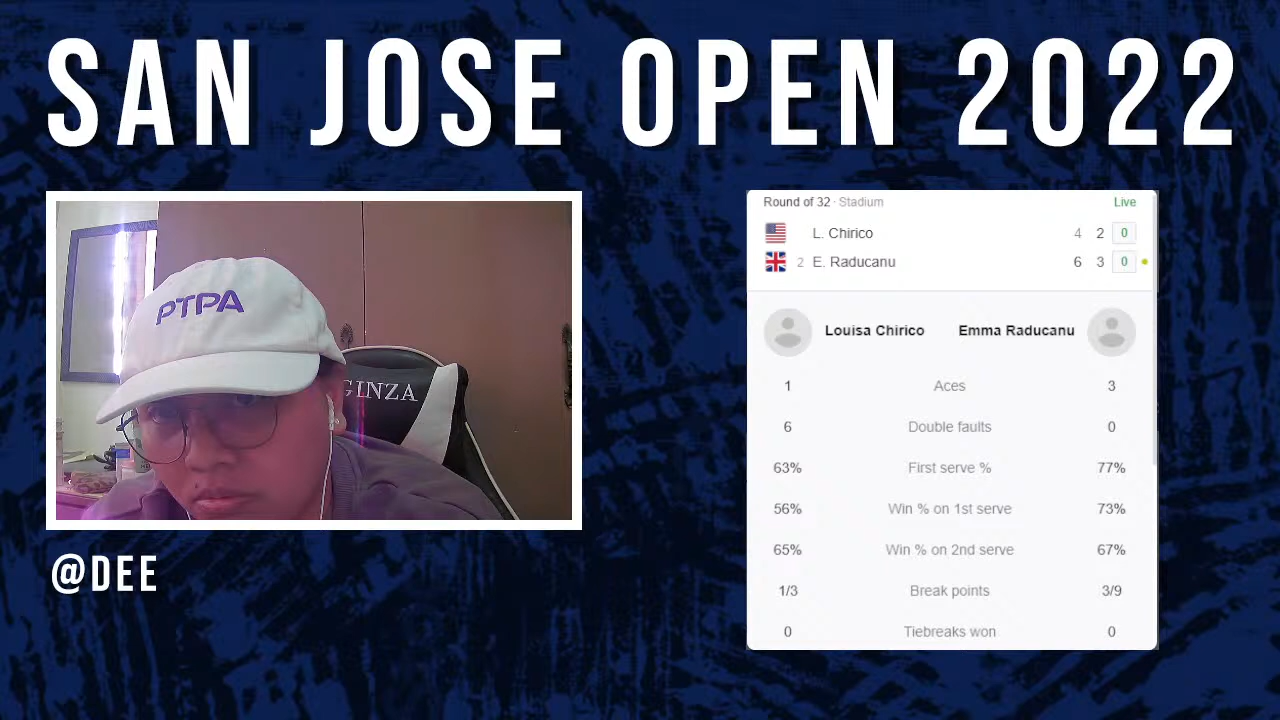 SAN JOSE OPEN 2022
PTPA
GINZA
@DEE
Round of 32 · Stadium Live
L. Chirico 4 2 0
2 E. Raducanu 6 3 0
Louisa Chirico Emma Raducanu
1 Aces 3
6 Double faults 0
63% First serve % 77%
56% Win % on 1st serve 73%
65% Win % on 2nd serve 67%
1/3 Break points 3/9
0 Tiebreaks won 0